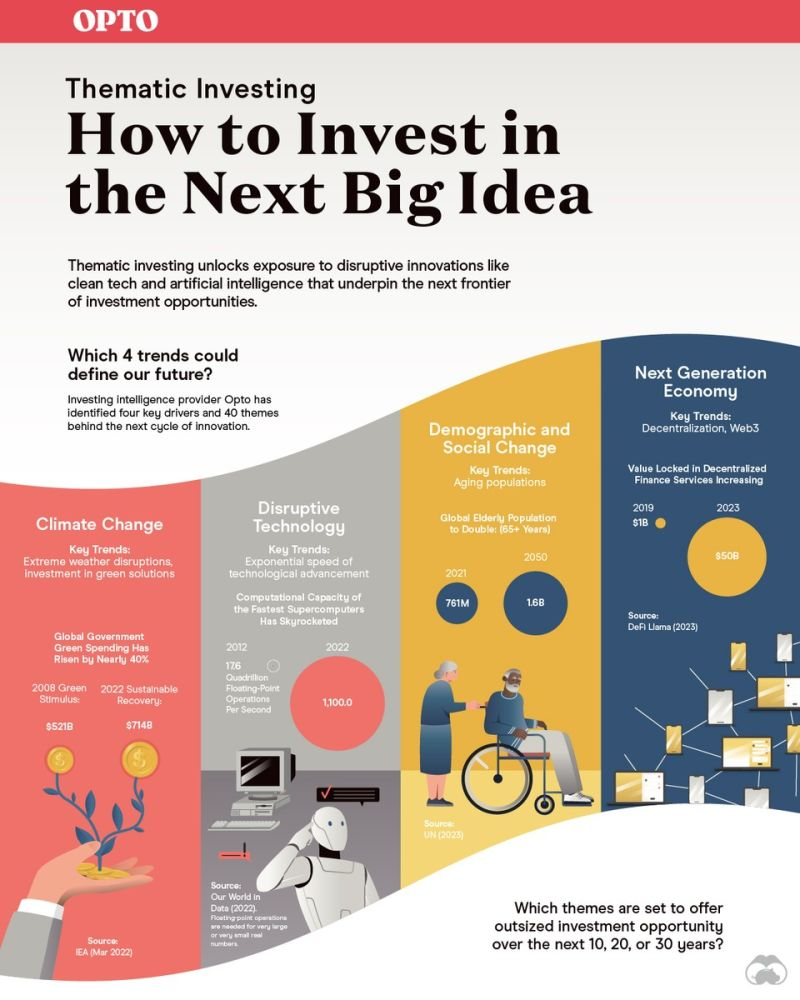 OPTO
Thematic Investing
How to Invest in
the Next Big Idea
Thematic investing unlocks exposure to disruptive innovations like
clean tech and artificial intelligence that underpin the next frontier
of investment opportunities.
Which 4 trends could
define our future?
Investing intelligence provider Opto has
identified four key drivers and 40 themes
behind the next cycle of innovation.
Climate Change
Key Trends:
Extreme weather disruptions,
investment in green solutions
Global Government
Green Spending Has
Risen by Nearly 40%
2008 Green
Stimulus:
$521B
2022 Sustainable
Recovery:
$714B
$
$
Source:
IEA (Mar 2022)
Disruptive
Technology
Key Trends:
Exponential speed of
technological advancement
Computational Capacity of
the Fastest Supercomputers
Has Skyrocketed
2012
17.6
Quadrillion
Floating-Point
Operations
Per Second
2022
1,100.0
Source:
Our World in
Data (2022).
Floating-point operations
are needed for very large
or very small real
numbers.
Demographic and
Social Change
Key Trends:
Aging populations
Global Elderly Population
to Double: (65+ Years)
2021
761M
2050
1.6B
Source:
UN (2023)
Next Generation
Economy
Key Trends:
Decentralization, Web3
Value Locked in Decentralized
Finance Services Increasing
2019
$1B
2023
$50B
Source:
DeFi Llama (2023)
Which themes are set to offer
outsized investment opportunity
over the next 10, 20, or 30 years?